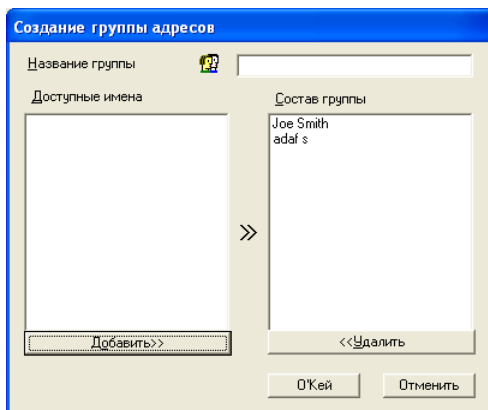 Создание группы адресов
Название группы
Доступные имена
Состав группы
Joe Smith
adaf s
Добавить>>
<<Удалить
О'Кей
Отменить